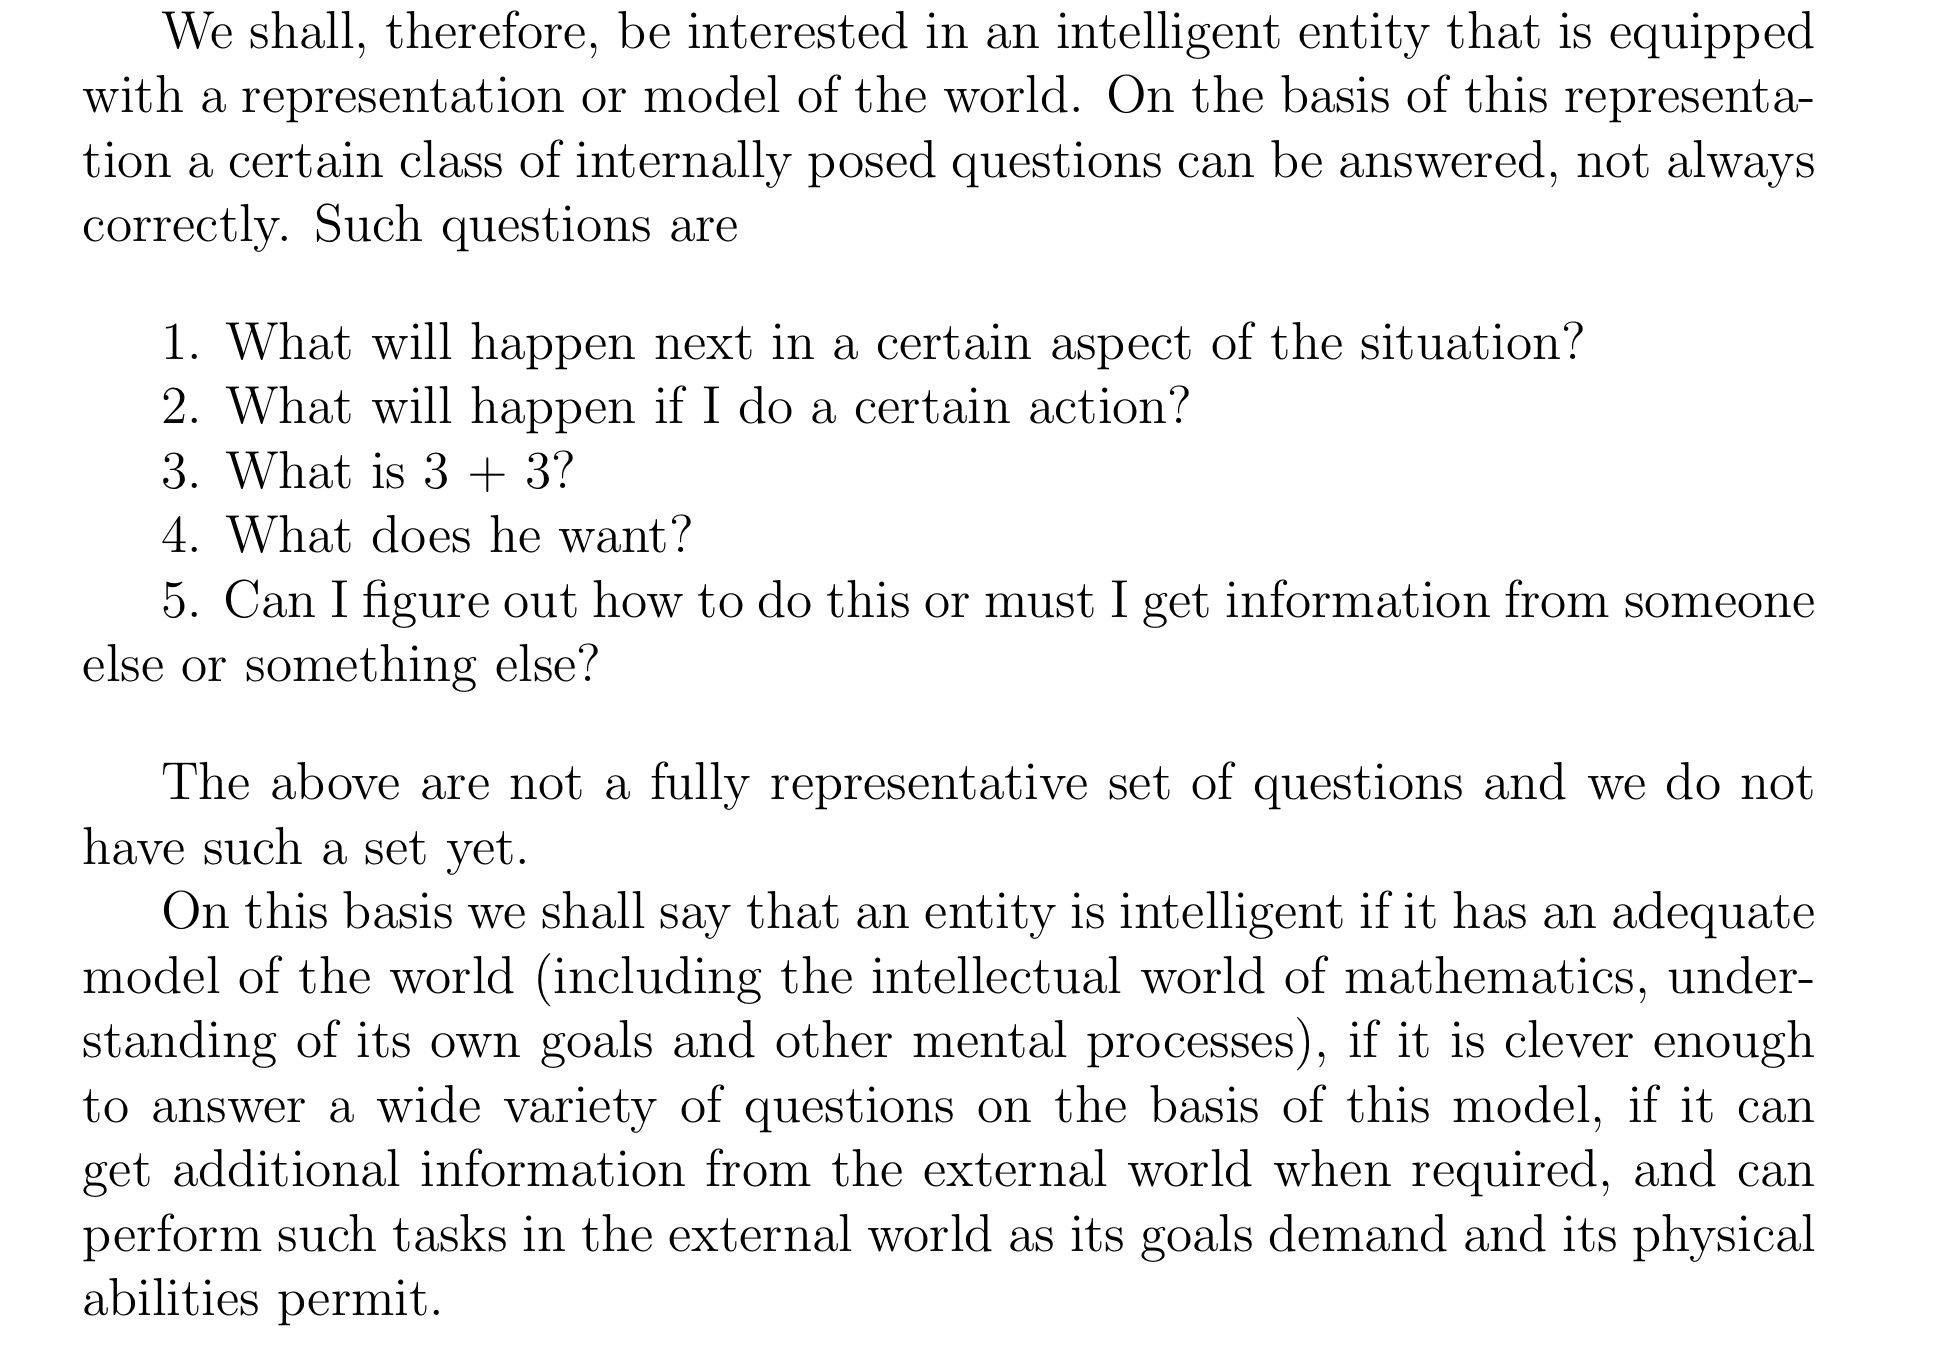 We shall, therefore, be interested in an intelligent entity that is equipped
with a representation or model of the world. On the basis of this representa-
tion a certain class of internally posed questions can be answered, not always
correctly. Such questions are
1. What will happen next in a certain aspect of the situation?
2. What will happen if I do a certain action?
3. What is 3 + 3?
4. What does he want?
5. Can I figure out how to do this or must I get information from someone
else or something else?
The above are not a fully representative set of questions and we do not
have such a set yet.
On this basis we shall say that an entity is intelligent if it has an adequate
model of the world (including the intellectual world of mathematics, under-
standing of its own goals and other mental processes), if it is clever enough
to answer a wide variety of questions on the basis of this model, if it can
get additional information from the external world when required, and can
perform such tasks in the external world as its goals demand and its physical
abilities permit.